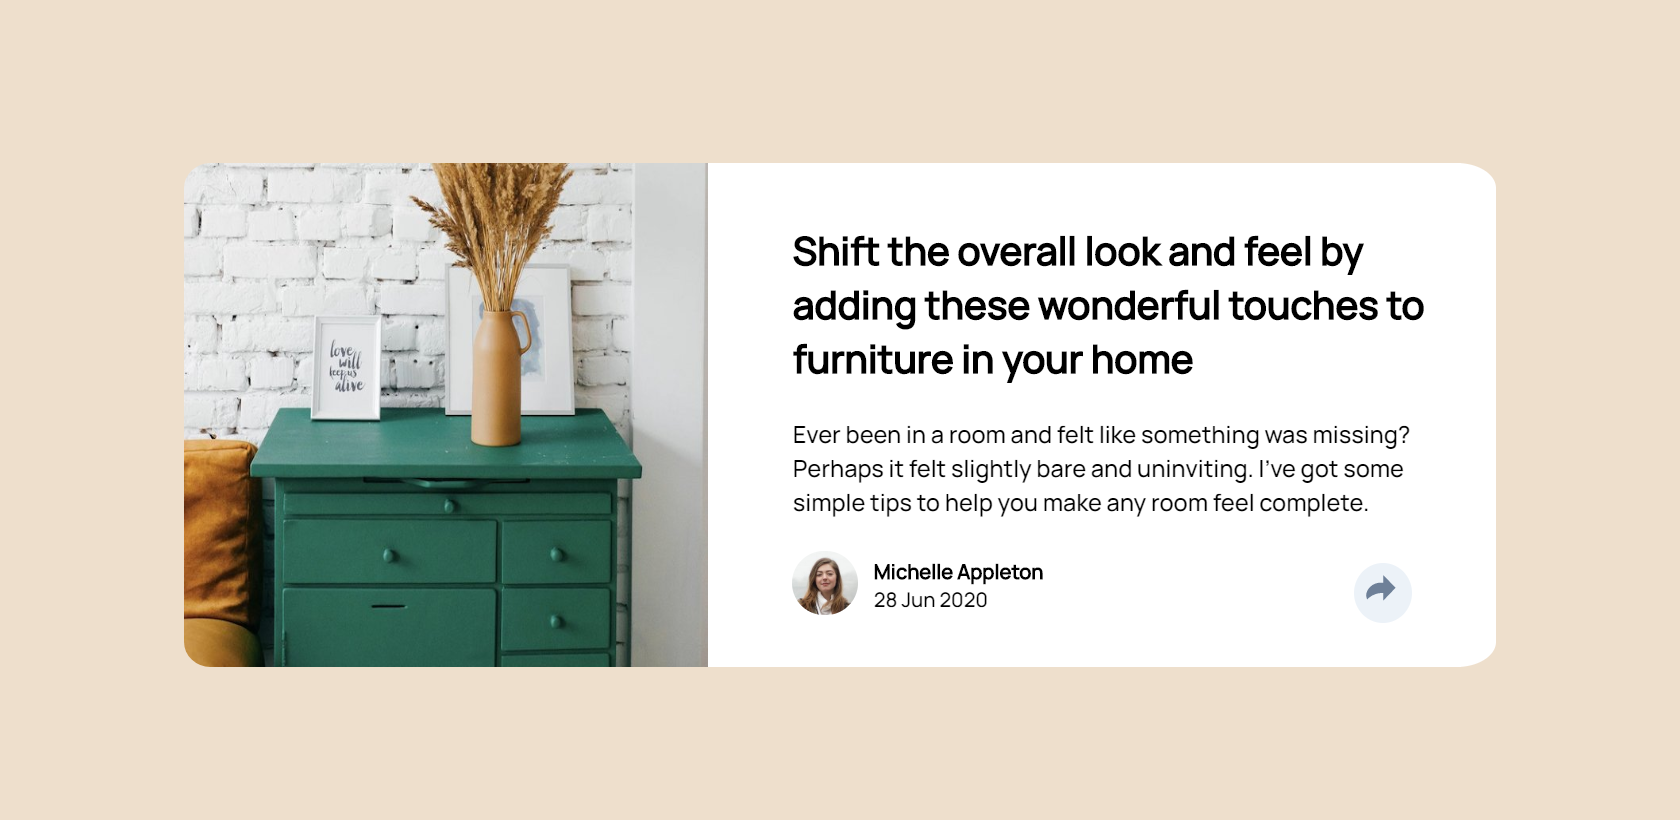 love
will
keep us
alive
Shift the overall look and feel by
adding these wonderful touches to
furniture in your home
Ever been in a room and felt like something was missing?
Perhaps it felt slightly bare and uninviting. I’ve got some
simple tips to help you make any room feel complete.
Michelle Appleton
28 Jun 2020